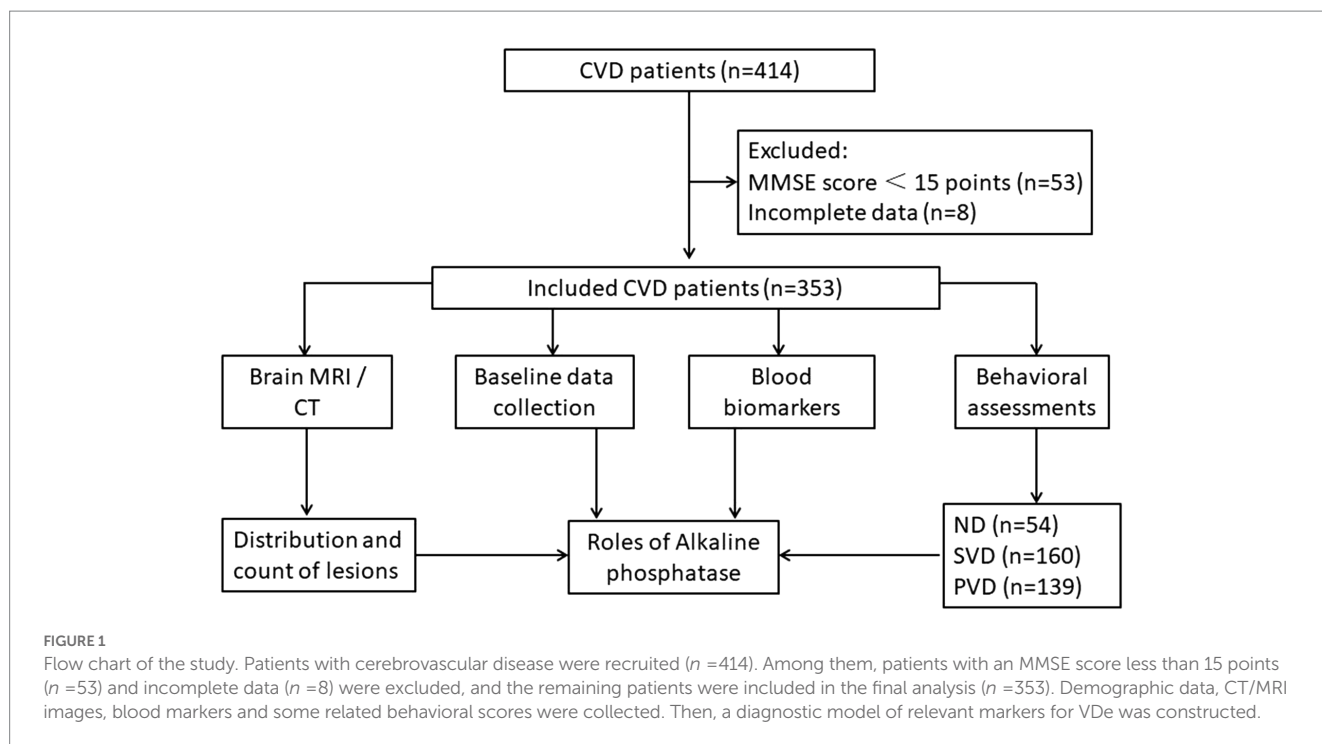 CVD patients (n=414)
Excluded:
MMSE score < 15 points (n=53)
Incomplete data (n=8)
Included CVD patients (n=353)
Brain MRI /
CT
Baseline data
collection
Blood
biomarkers
Behavioral
assessments
Distribution and
count of lesions
Roles of Alkaline
phosphatase
ND (n=54)
SVD (n=160)
PVD (n=139)
FIGURE 1
Flow chart of the study. Patients with cerebrovascular disease were recruited (n =414). Among them, patients with an MMSE score less than 15 points
(n =53) and incomplete data (n =8) were excluded, and the remaining patients were included in the final analysis (n =353). Demographic data, CT/MRI
images, blood markers and some related behavioral scores were collected. Then, a diagnostic model of relevant markers for VDe was constructed.